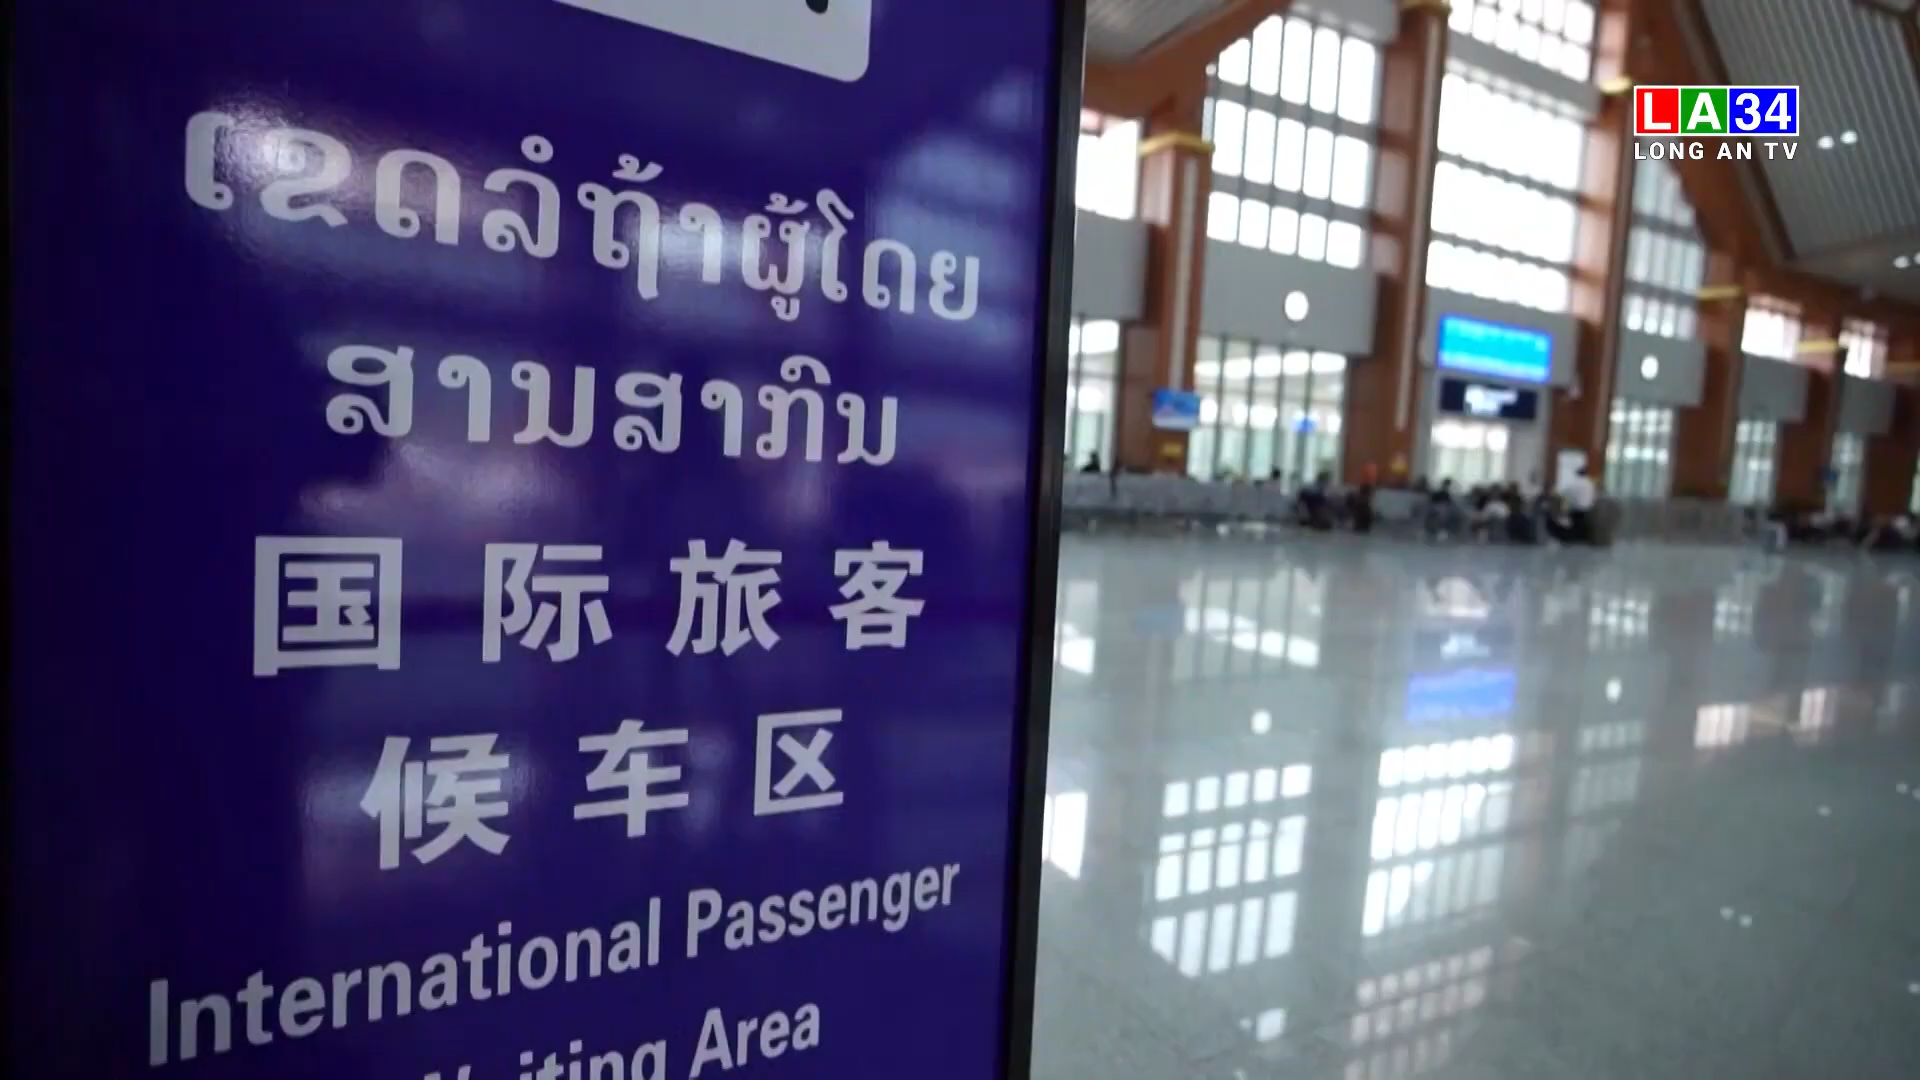 LA34
LONG AN TV
ເຂດລໍຖ້າຜູ້ໂດຍ
ສານສາກົນ
国际旅客
候车区
International Passenger
Waiting Area